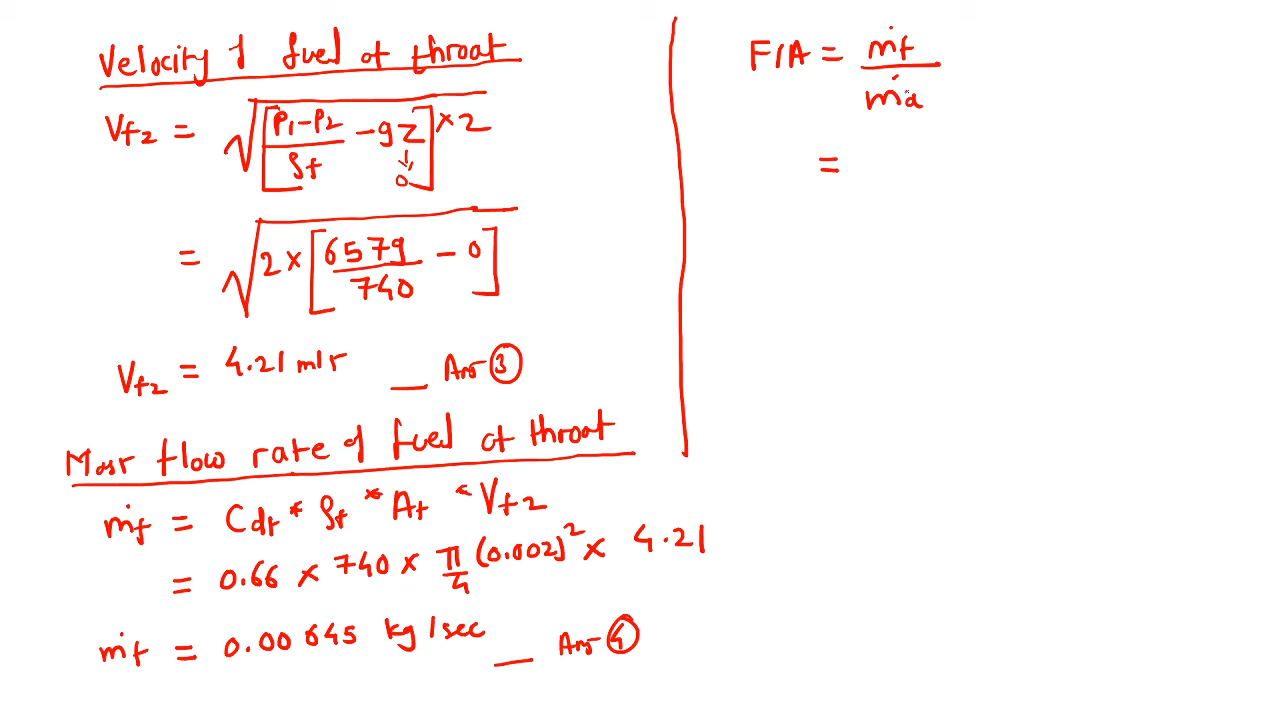 Velocity of fuel at throat
Vf2 = √[(P1-P2)/ρf - gz]×2
0
= √2×[6579/740 - 0]
Vf2 = 4.21 m/s __ Ans ③
Mass flow rate of fuel at throat
ṁf = Cdf * ρf * Af * Vf2
= 0.66 × 740 × π/4 (0.002)² × 4.21
ṁf = 0.00645 kg/sec __ Ans ④
F/A = ṁf/ṁa
=